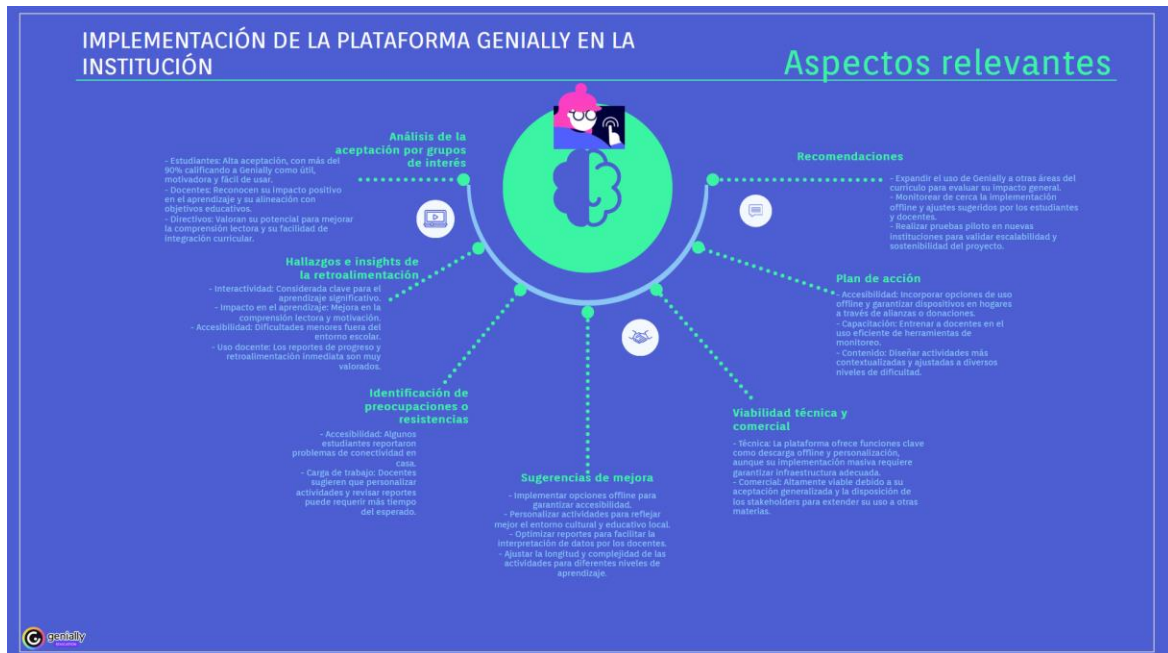 IMPLEMENTACIÓN DE LA PLATAFORMA GENIALLY EN LA
INSTITUCIÓN
Aspectos relevantes
Análisis de la
aceptación por grupos
de interés
- Estudiantes: Alta aceptación, con más del
90% calificando a Genially como útil,
motivadora y fácil de usar.
- Docentes: Reconocen su impacto positivo
en el aprendizaje y su alineación con
objetivos educativos.
- Directivos: Valoran su potencial para mejorar
la comprensión lectora y su facilidad de
integración curricular.
Hallazgos e insights de
la retroalimentación
- Interactividad: Considerada clave para el
aprendizaje significativo.
- Impacto en el aprendizaje: Mejora en la
comprensión lectora y motivación.
- Accesibilidad: Dificultades menores fuera del
entorno escolar.
- Uso docente: Los reportes de progreso y
retroalimentación inmediata son muy
valorados.
Identificación de
preocupaciones o
resistencias
- Accesibilidad: Algunos
estudiantes reportaron
problemas de conectividad en
casa.
- Carga de trabajo: Docentes
sugieren que personalizar
actividades y revisar reportes
puede requerir más tiempo
del esperado.
Sugerencias de mejora
- Implementar opciones offline para
garantizar accesibilidad.
- Personalizar actividades para reflejar
mejor el entorno cultural y educativo local.
- Optimizar reportes para facilitar la
interpretación de datos por los docentes.
- Ajustar la longitud y complejidad de las
actividades para diferentes niveles de
aprendizaje.
Viabilidad técnica y
comercial
- Técnica: La plataforma ofrece funciones clave
como descarga offline y personalización,
aunque su implementación masiva requiere
garantizar infraestructura adecuada.
- Comercial: Altamente viable debido a su
aceptación generalizada y la disposición de
los stakeholders para extender su uso a otras
materias.
Plan de acción
- Accesibilidad: Incorporar opciones de uso
offline y garantizar dispositivos en hogares
a través de alianzas o donaciones.
- Capacitación: Entrenar a docentes en el
uso eficiente de herramientas de
monitoreo.
- Contenido: Diseñar actividades más
contextualizadas y ajustadas a diversos
niveles de dificultad.
Recomendaciones
- Expandir el uso de Genially a otras áreas del
currículo para evaluar su impacto general.
- Monitorear de cerca la implementación
offline y ajustes sugeridos por los estudiantes
y docentes.
- Realizar pruebas piloto en nuevas
instituciones para validar escalabilidad y
sostenibilidad del proyecto.
genially